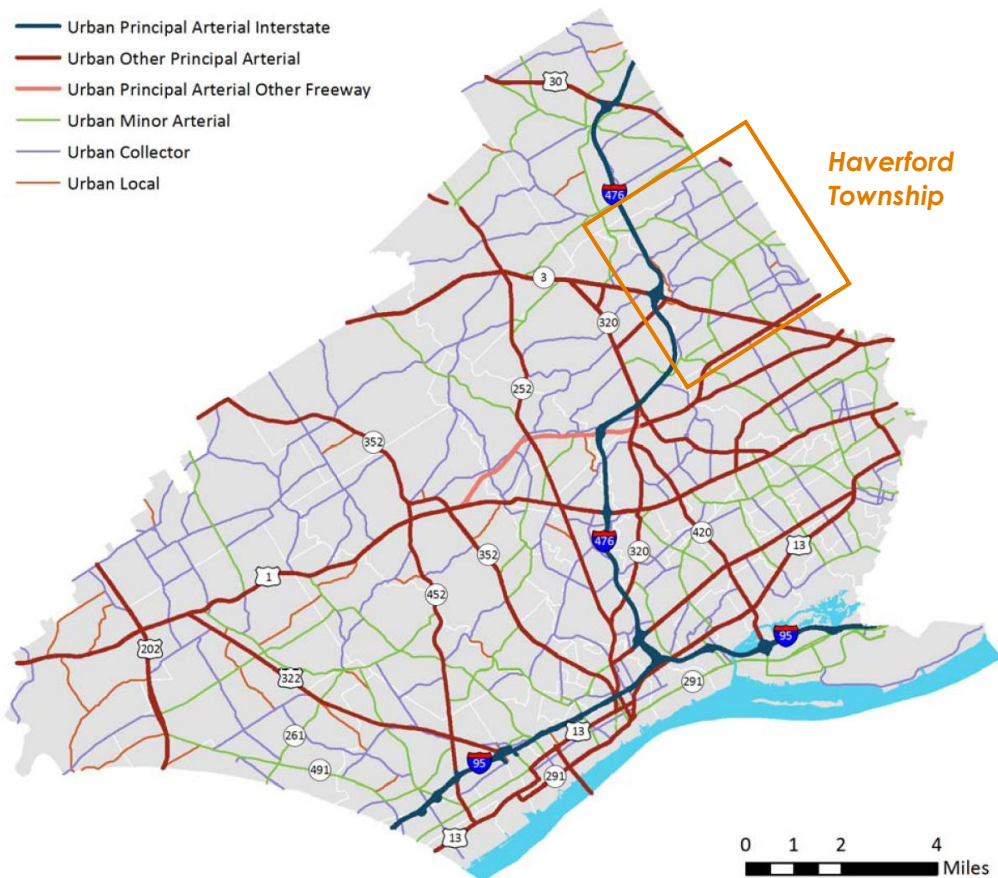 Urban Principal Arterial Interstate
Urban Other Principal Arterial
Urban Principal Arterial Other Freeway
Urban Minor Arterial
Urban Collector
Urban Local
30
Haverford
Township
476
3
320
252
352
352
476
320
420
13
1
452
202
95
322
291
261
13
491
95
291
13
0 1 2 4
Miles